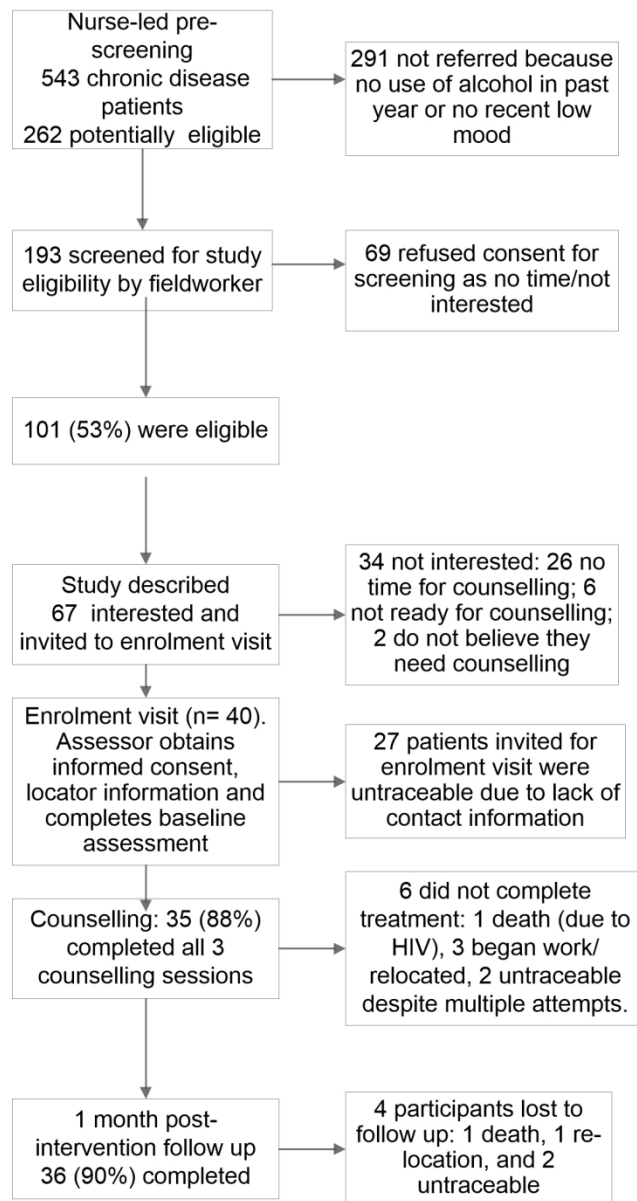 Nurse-led pre-
screening
543 chronic disease
patients
262 potentially eligible
291 not referred because
no use of alcohol in past
year or no recent low
mood
193 screened for study
eligibility by fieldworker
69 refused consent for
screening as no time/not
interested
101 (53%) were eligible
Study described
67 interested and
invited to enrolment visit
34 not interested: 26 no
time for counselling; 6
not ready for counselling;
2 do not believe they
need counselling
Enrolment visit (n= 40).
Assessor obtains
informed consent,
locator information and
completes baseline
assessment
27 patients invited for
enrolment visit were
untraceable due to lack of
contact information
Counselling: 35 (88%)
completed all 3
counselling sessions
6 did not complete
treatment: 1 death (due to
HIV), 3 began work/
relocated, 2 untraceable
despite multiple attempts.
1 month post-
intervention follow up
36 (90%) completed
4 participants lost to
follow up: 1 death, 1 re-
location, and 2
untraceable